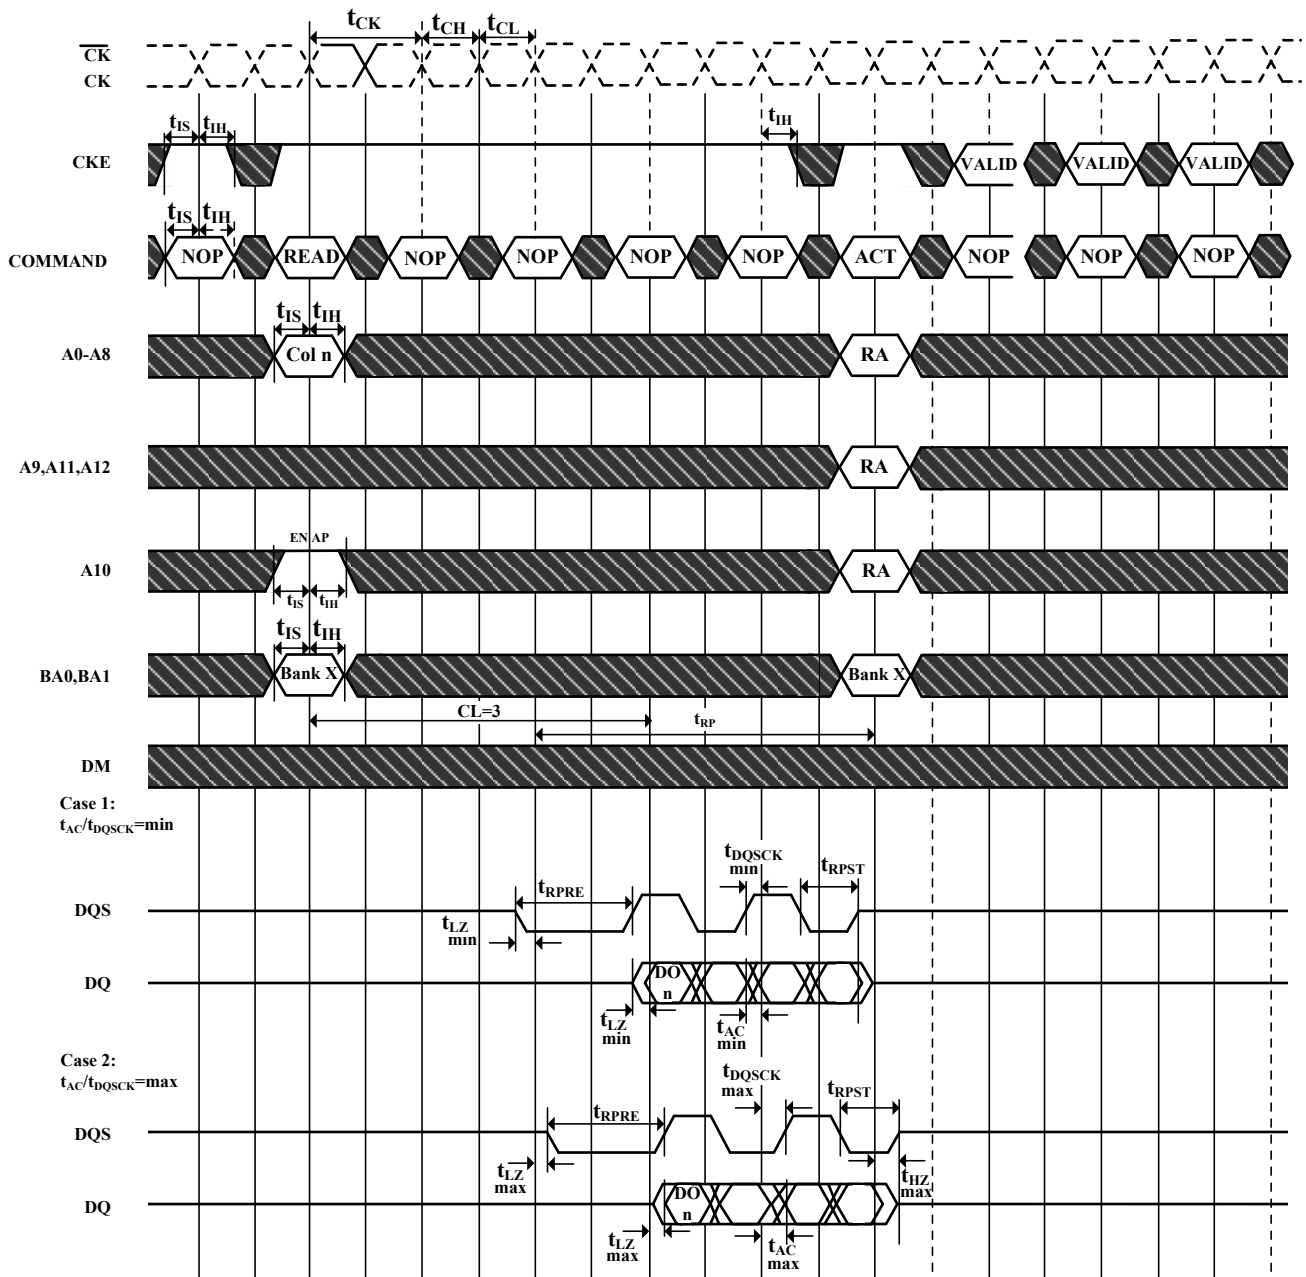 tCK tCH tCL
CK
CK
tIS tIH tIH
CKE VALID VALID VALID
tIS tIH
COMMAND NOP READ NOP NOP NOP NOP ACT NOP NOP NOP
tIS tIH
A0-A8 Col n RA
A9,A11,A12 RA
EN AP
A10 RA
tIS tIH
tIS tIH
BA0,BA1 Bank X Bank X
CL=3 tRP
DM
Case 1:
tAC/tDQSCK=min
tDQSCK
min
tRPST
tRPRE
DQS
tLZ
min
DQ DO
n
tLZ
min
tAC
min
Case 2:
tAC/tDQSCK=max
tDQSCK
max
tRPST
tRPRE
DQS
tLZ
max
tHZ
max
DQ DO
n
tLZ
max
tAC
max